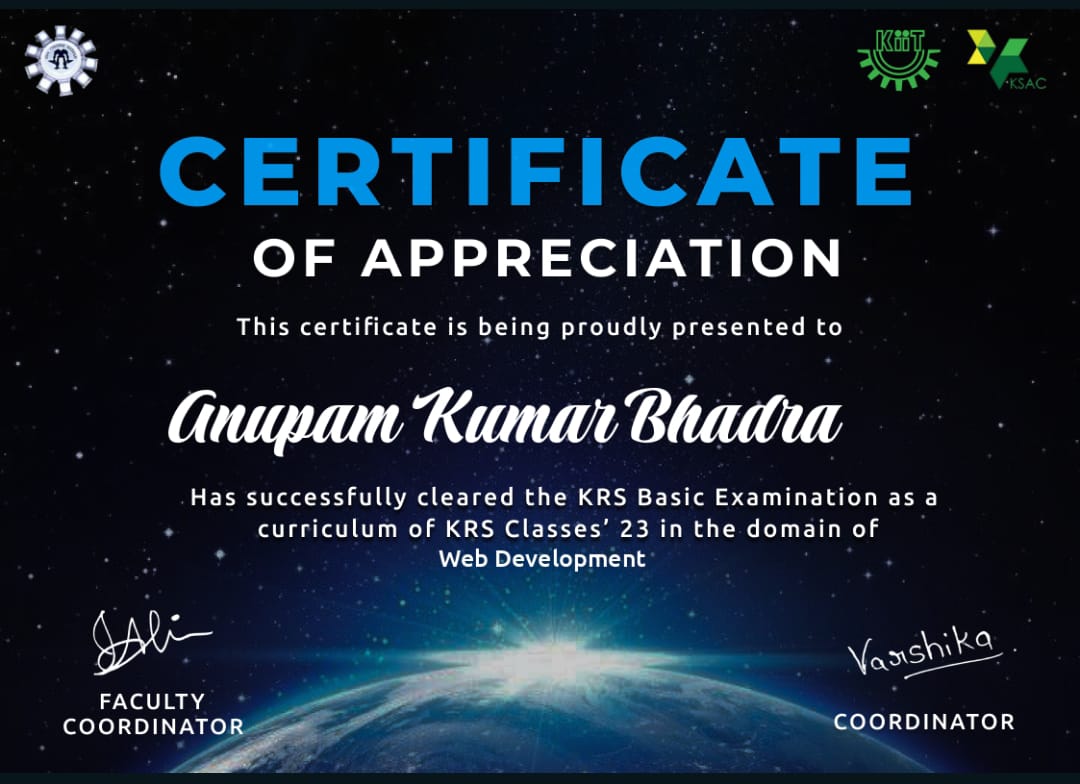 KiiT
KSAC
CERTIFICATE
OF APPRECIATION
This certificate is being proudly presented to
Anupam Kumar Bhadra
Has successfully cleared the KRS Basic Examination as a
curriculum of KRS Classes’ 23 in the domain of
Web Development
Varshika
FACULTY
COORDINATOR
COORDINATOR